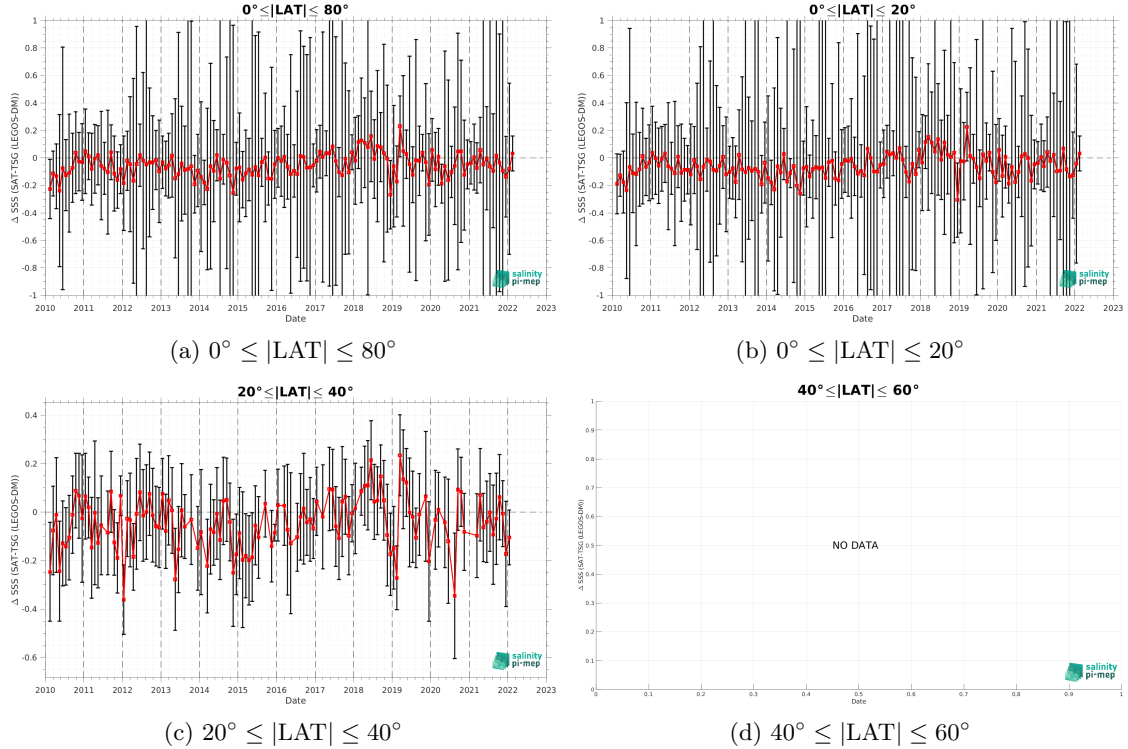 0°≤|LAT|≤ 80°
Δ SSS (SAT-TSG (LEGOS-DM))
1
0.8
0.6
0.4
0.2
0
-0.2
-0.4
-0.6
-0.8
-1
2010 2011 2012 2013 2014 2015 2016 2017 2018 2019 2020 2021 2022 2023
Date
salinity
pi-mep
(a) 0° ≤ |LAT| ≤ 80°
0°≤|LAT|≤ 20°
Δ SSS (SAT-TSG (LEGOS-DM))
1
0.8
0.6
0.4
0.2
0
-0.2
-0.4
-0.6
-0.8
-1
2010 2011 2012 2013 2014 2015 2016 2017 2018 2019 2020 2021 2022 2023
Date
salinity
pi-mep
(b) 0° ≤ |LAT| ≤ 20°
20°≤|LAT|≤ 40°
Δ SSS (SAT-TSG (LEGOS-DM))
0.4
0.2
0
-0.2
-0.4
-0.6
2010 2011 2012 2013 2014 2015 2016 2017 2018 2019 2020 2021 2022 2023
Date
salinity
pi-mep
(c) 20° ≤ |LAT| ≤ 40°
40°≤|LAT|≤ 60°
Δ SSS (SAT-TSG (LEGOS-DM))
1
0.9
0.8
0.7
0.6
0.5
0.4
0.3
0.2
0.1
0
NO DATA
0 0.1 0.2 0.3 0.4 0.5 0.6 0.7 0.8 0.9 1
Date
salinity
pi-mep
(d) 40° ≤ |LAT| ≤ 60°